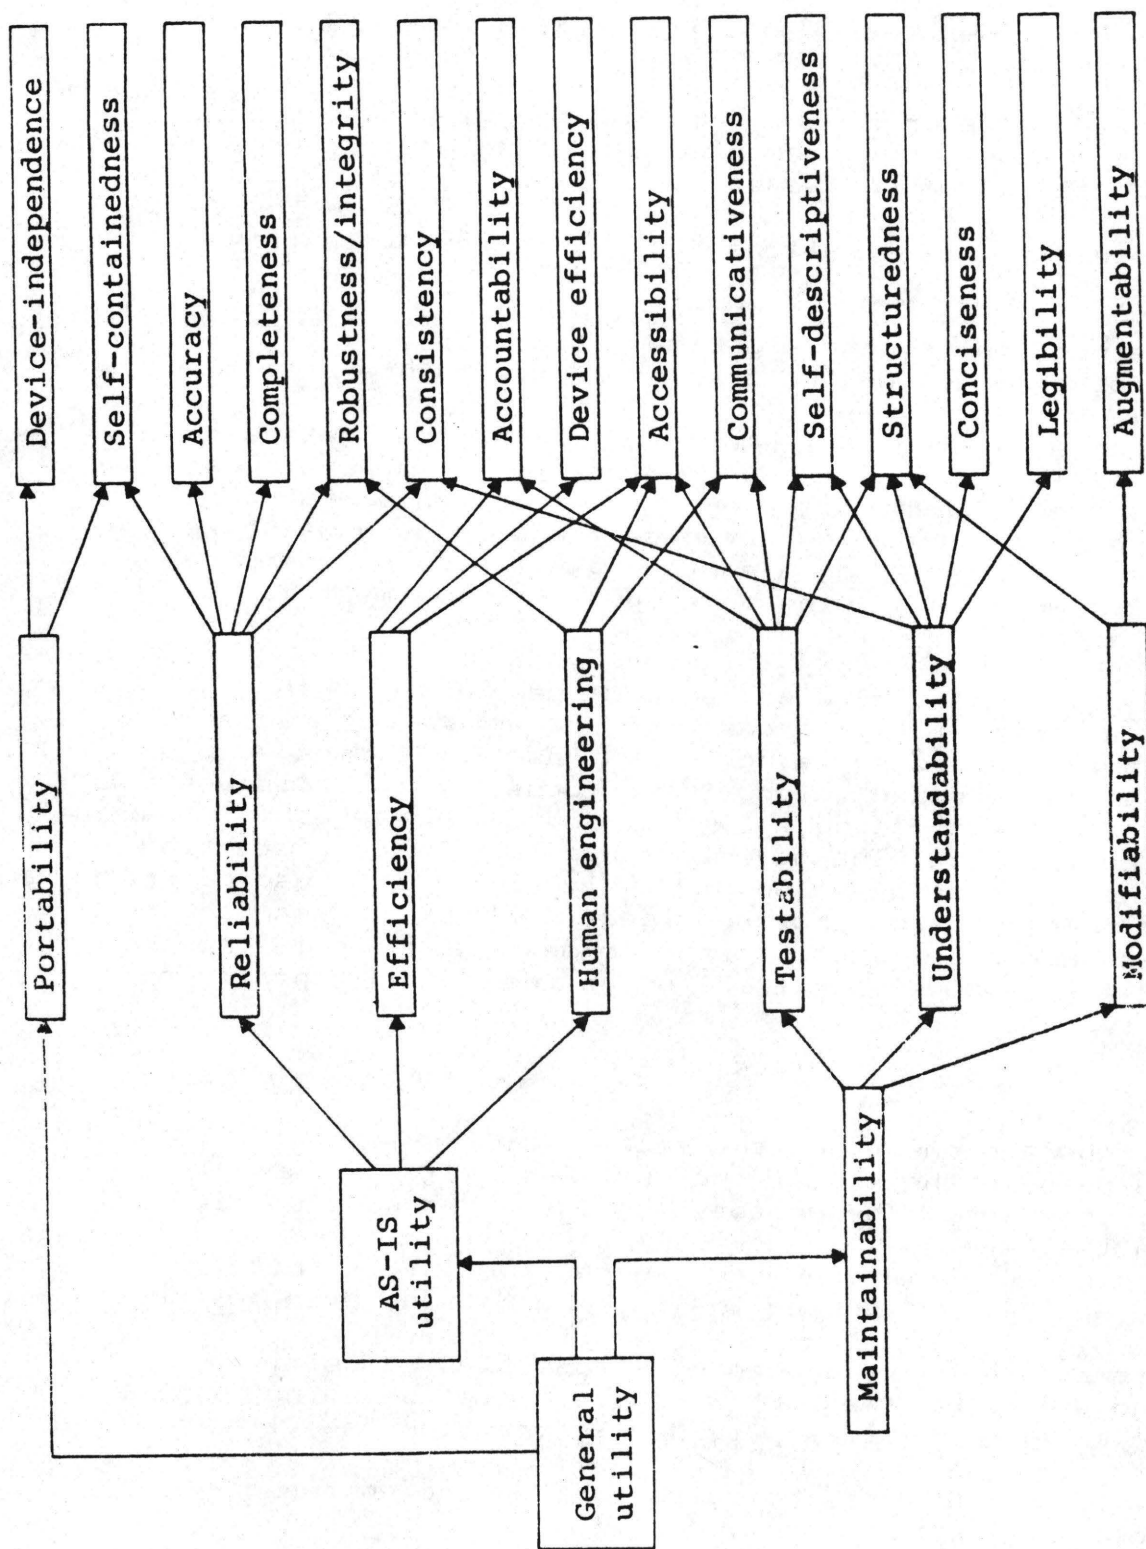 General
utility
AS-IS
utility
Maintainability
Portability
Reliability
Efficiency
Human engineering
Testability
Understandability
Modifiability
Device-independence
Self-containedness
Accuracy
Completeness
Robustness/integrity
Consistency
Accountability
Device efficiency
Accessibility
Communicativeness
Self-descriptiveness
Structuredness
Conciseness
Legibility
Augmentability